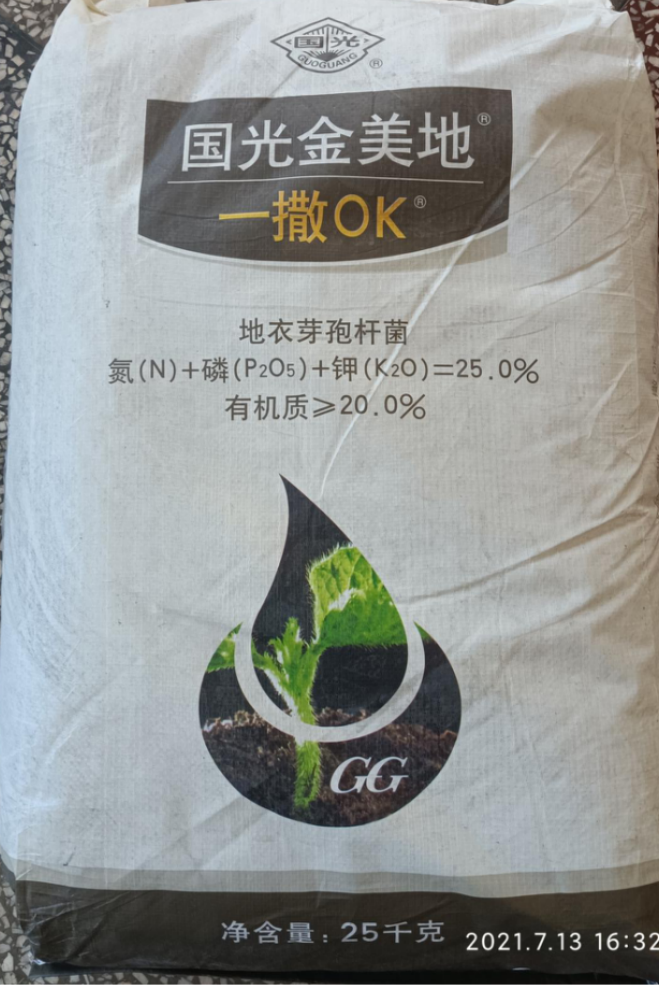 国光
GUOGUANG
®
国光金美地®
一撒OK®
地衣芽孢杆菌
氮(N)+磷(P₂O₅)+钾(K₂O)=25.0%
有机质≥20.0%
GG
净含量：25千克
2021.7.13 16:32